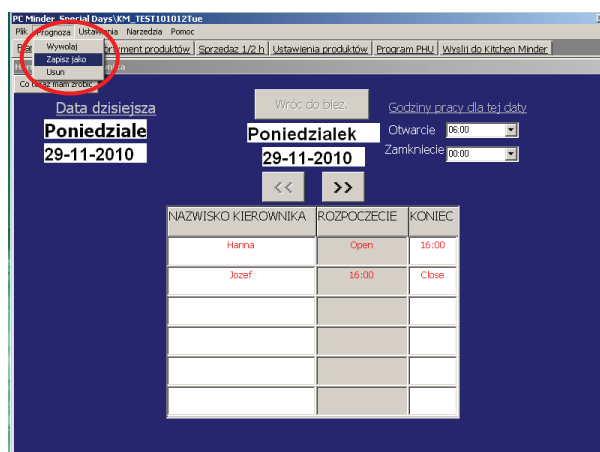 PC Minder Special Days\KM_TEST101012Tue
Plik Prognoza Ustawienia Narzedzia Pomoc
Wywolaj
Zapisz jako
Usun
produktów Sprzedaz 1/2 h Ustawienia produktów Program PHU Wyslij do Kitchen Minder
Co teraz mam zrobic
Data dzisiejsza
Wróc do biez.
Godziny pracy dla tej daty
Poniedziale
Poniedzialek
Otwarcie 06:00
29-11-2010
29-11-2010
Zamkniecie 00:00
<< >>
NAZWISKO KIEROWNIKA ROZPOCZECIE KONIEC
Hanna Open 16:00
Jozef 16:00 Close